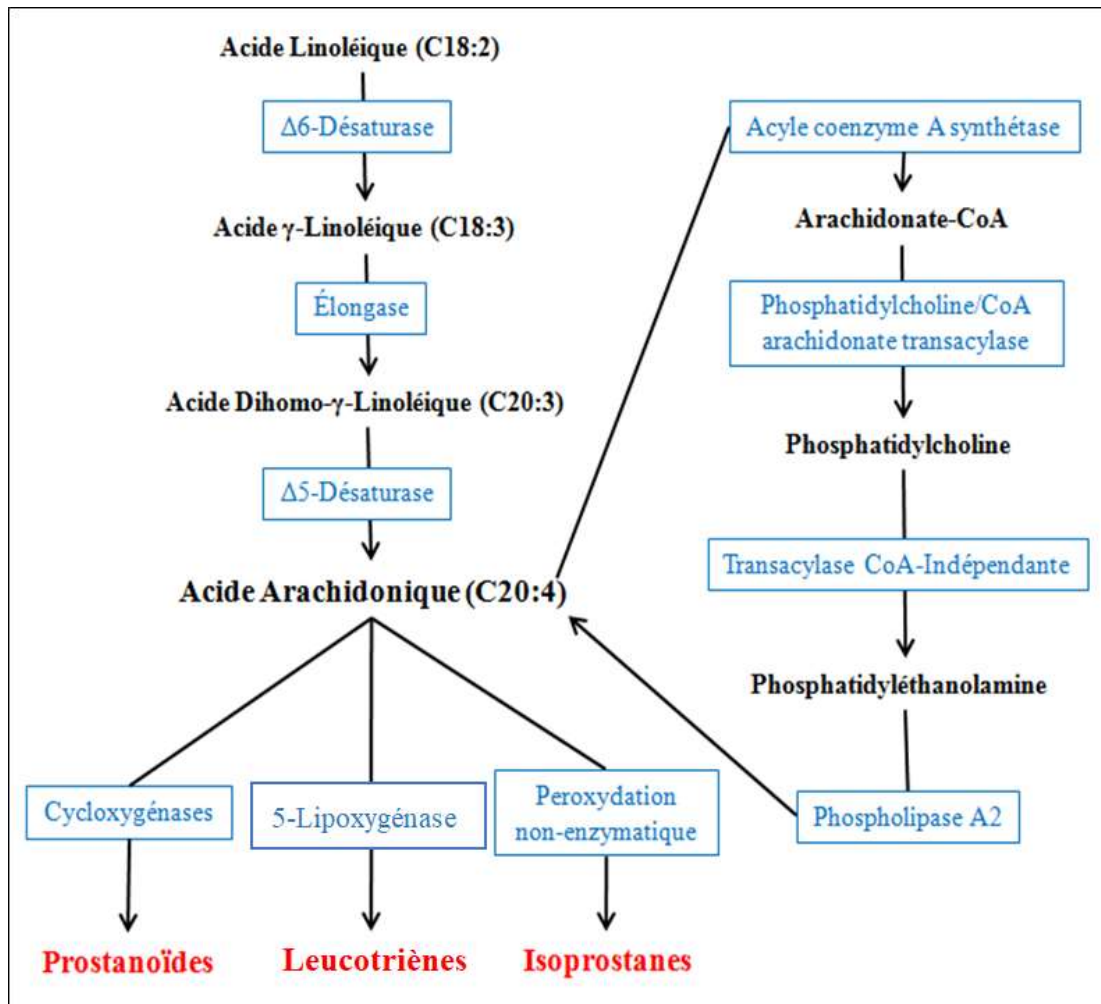 Acide Linoléique (C18:2)
Δ6-Désaturase
Acide γ-Linoléique (C18:3)
Élongase
Acide Dihomo-γ-Linoléique (C20:3)
Δ5-Désaturase
Acide Arachidonique (C20:4)
Cycloxygénases
5-Lipoxygénase
Peroxydation
non-enzymatique
Prostanoïdes
Leucotriènes
Isoprostanes
Acyle coenzyme A synthétase
Arachidonate-CoA
Phosphatidylcholine/CoA
arachidonate transacylase
Phosphatidylcholine
Transacylase CoA-Indépendante
Phosphatidyléthanolamine
Phospholipase A2